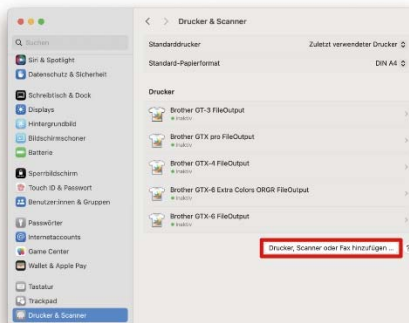 Drucker & Scanner
Suchen
Siri & Spotlight
Datenschutz & Sicherheit
Schreibtisch & Dock
Displays
Hintergrundbild
Bildschirmschoner
Batterie
Sperrbildschirm
Touch ID & Passwort
Benutzer:innen & Gruppen
Passwörter
Internetaccounts
Game Center
Wallet & Apple Pay
Tastatur
Trackpad
Drucker & Scanner
Standarddrucker Zuletzt verwendeter Drucker
Standard-Papierformat DIN A4
Drucker
Brother GT-3 FileOutput
Inaktiv
Brother GTX pro FileOutput
Inaktiv
Brother GTX-4 FileOutput
Inaktiv
Brother GTX-6 Extra Colors ORGR FileOutput
Inaktiv
Brother GTX-6 FileOutput
Inaktiv
Drucker, Scanner oder Fax hinzufügen ...